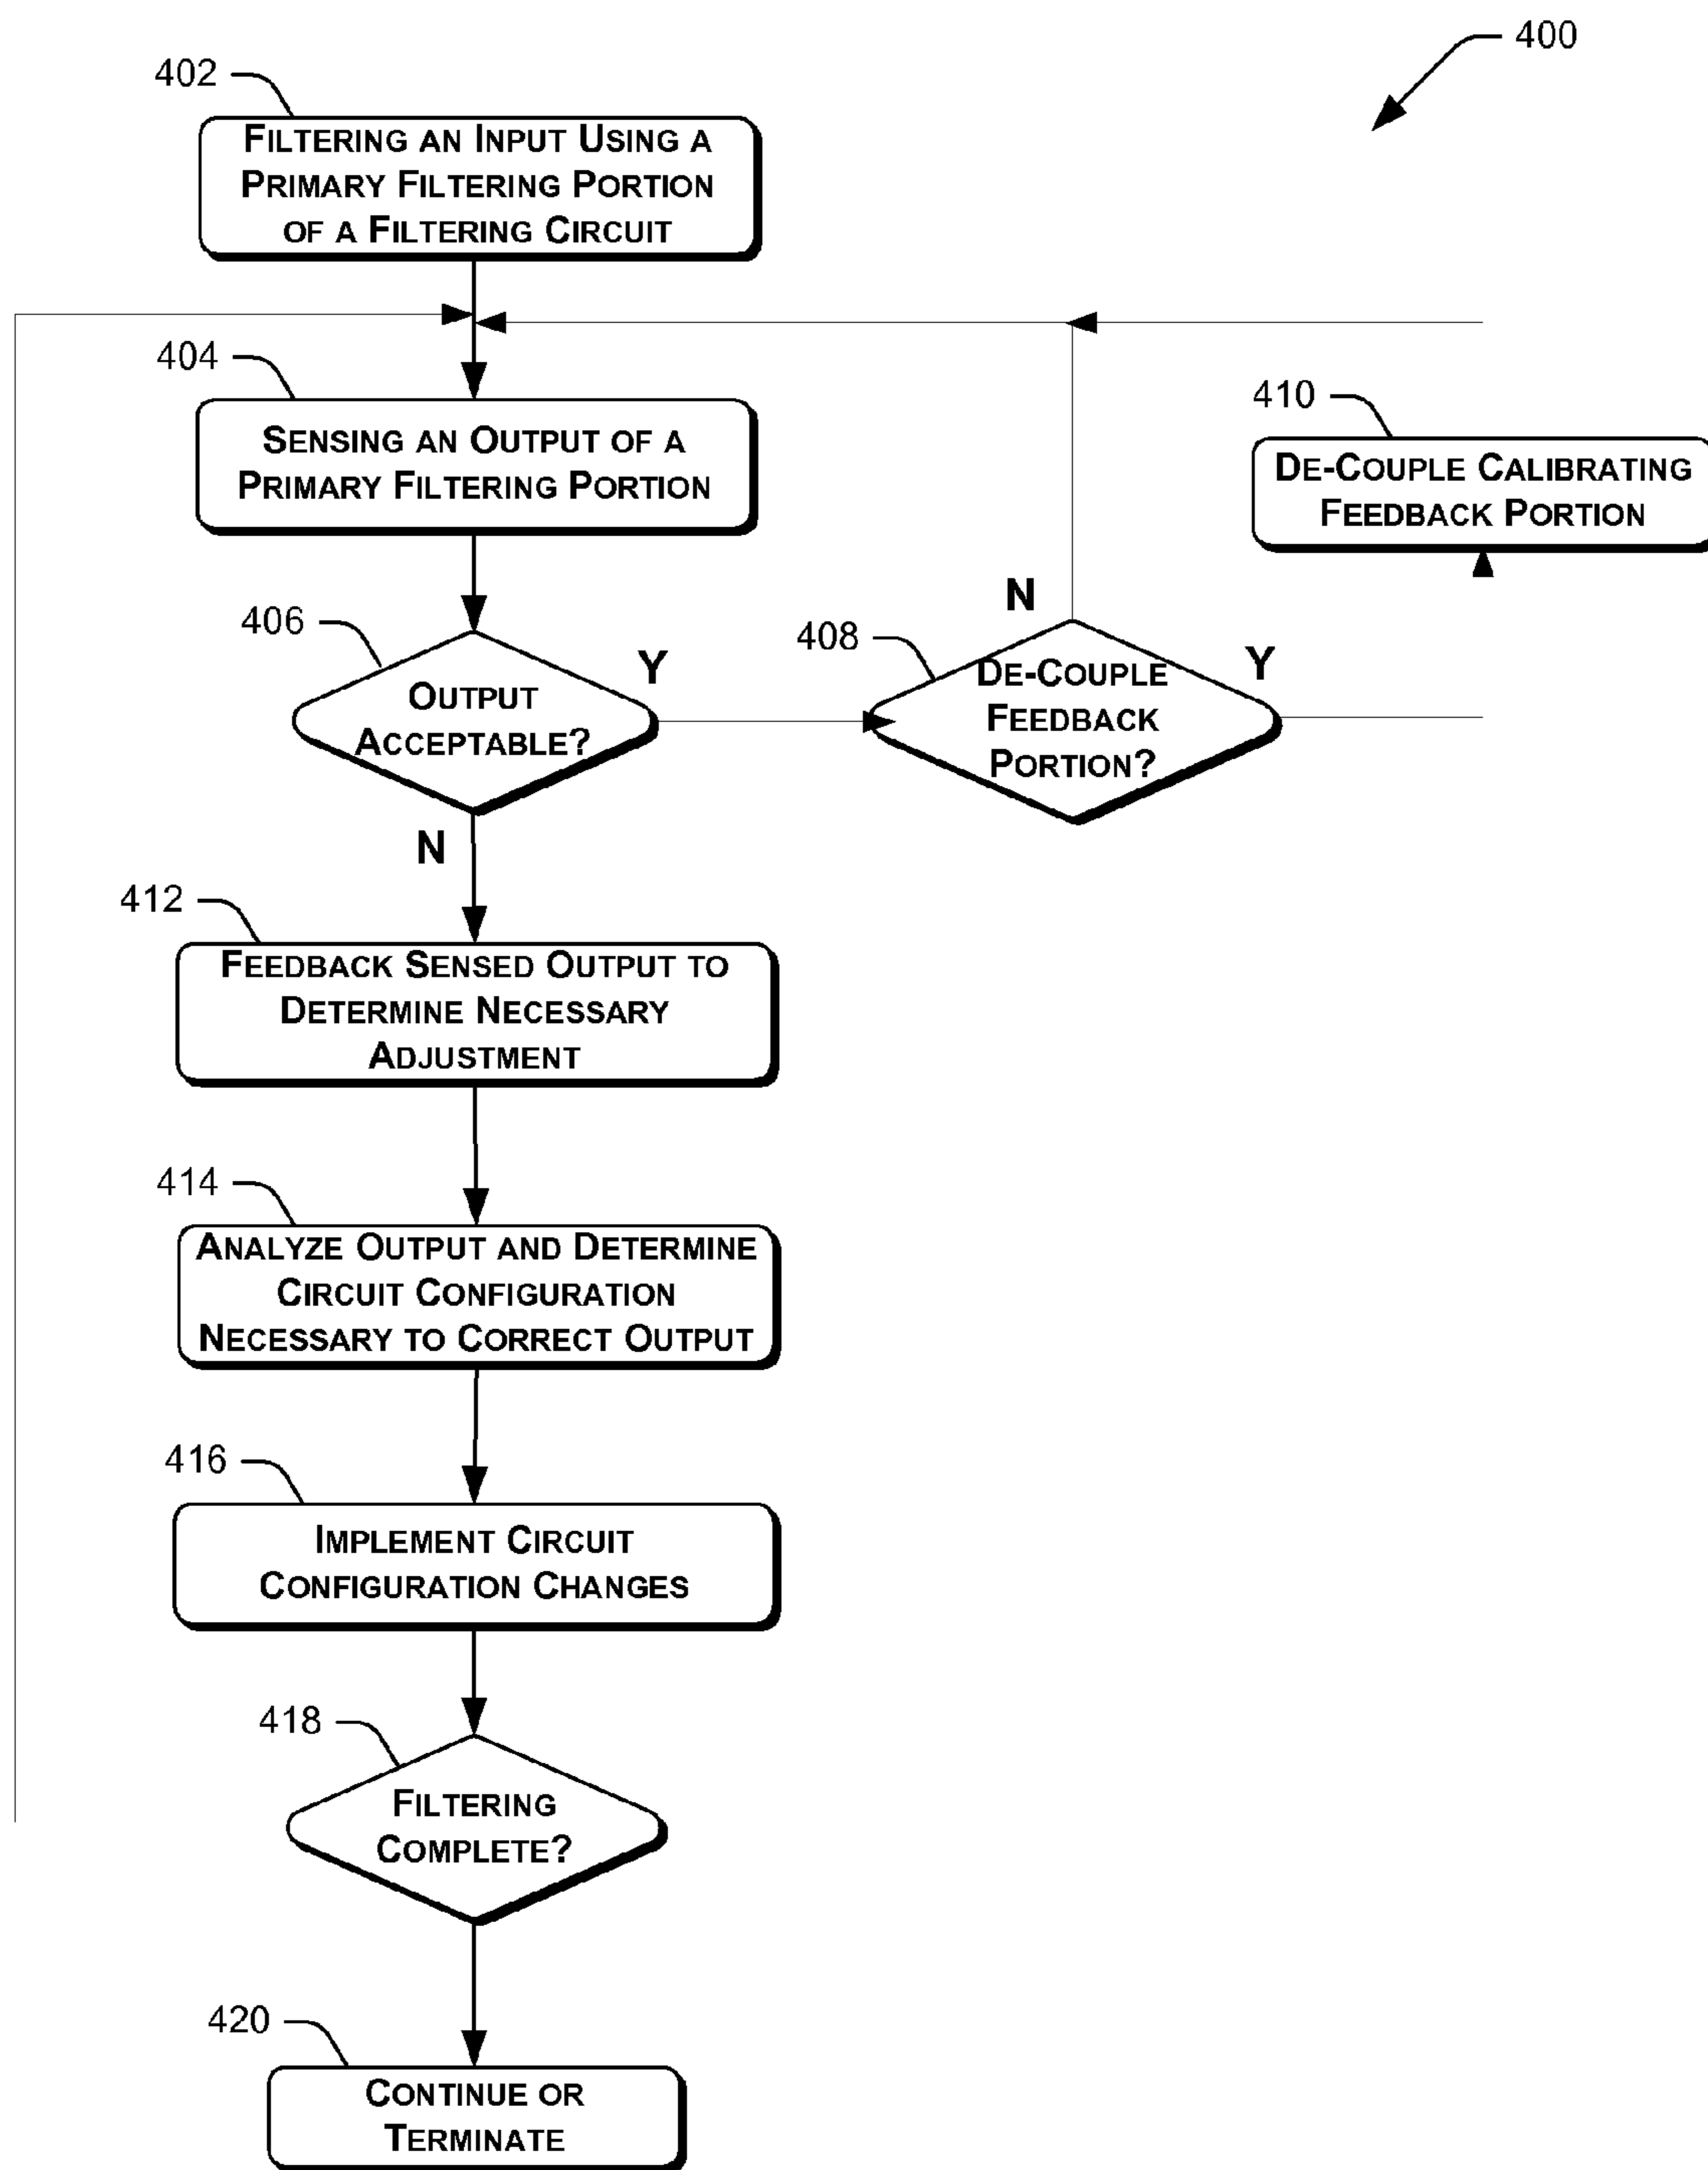 400
402
FILTERING AN INPUT USING A
PRIMARY FILTERING PORTION
OF A FILTERING CIRCUIT
404
SENSING AN OUTPUT OF A
PRIMARY FILTERING PORTION
410
DE-COUPLE CALIBRATING
FEEDBACK PORTION
406
OUTPUT
ACCEPTABLE?
Y
N
408
DE-COUPLE
FEEDBACK
PORTION?
Y
N
412
FEEDBACK SENSED OUTPUT TO
DETERMINE NECESSARY
ADJUSTMENT
414
ANALYZE OUTPUT AND DETERMINE
CIRCUIT CONFIGURATION
NECESSARY TO CORRECT OUTPUT
416
IMPLEMENT CIRCUIT
CONFIGURATION CHANGES
418
FILTERING
COMPLETE?
420
CONTINUE OR
TERMINATE